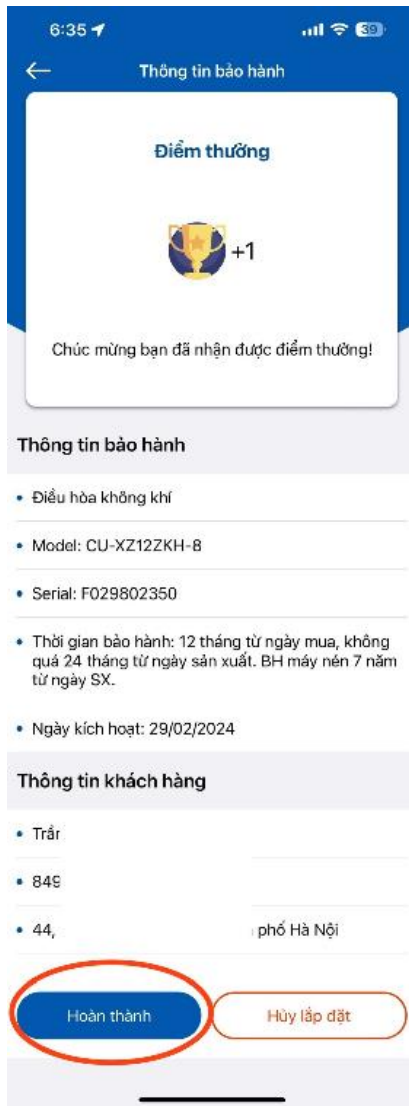 6:35
39
Thông tin bảo hành
Điểm thưởng
+1
Chúc mừng bạn đã nhận được điểm thưởng!
Thông tin bảo hành
• Điều hòa không khí
• Model: CU-XZ12ZKH-8
• Serial: F029802350
• Thời gian bảo hành: 12 tháng từ ngày mua, không
quá 24 tháng từ ngày sản xuất. BH máy nén 7 năm
từ ngày SX.
• Ngày kích hoạt: 29/02/2024
Thông tin khách hàng
• 849
• 44, phố Hà Nội
Hoàn thành
Hủy lắp đặt